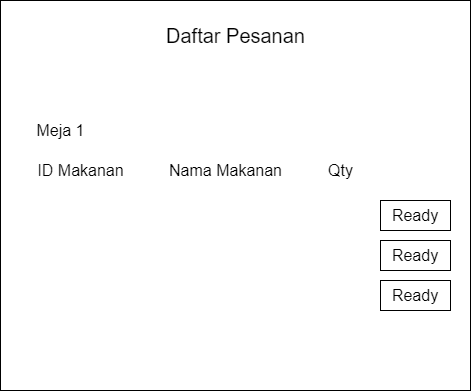 Daftar Pesanan
Meja 1
ID Makanan Nama Makanan Qty
Ready
Ready
Ready